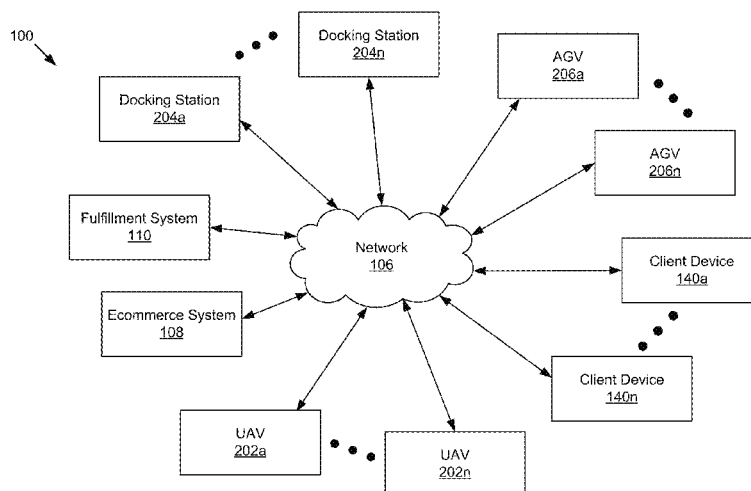 100
Docking Station
204n
AGV
206a
Docking Station
204a
AGV
206n
Fulfillment System
110
Network
106
Client Device
140a
Ecommerce System
108
Client Device
140n
UAV
202a
UAV
202n